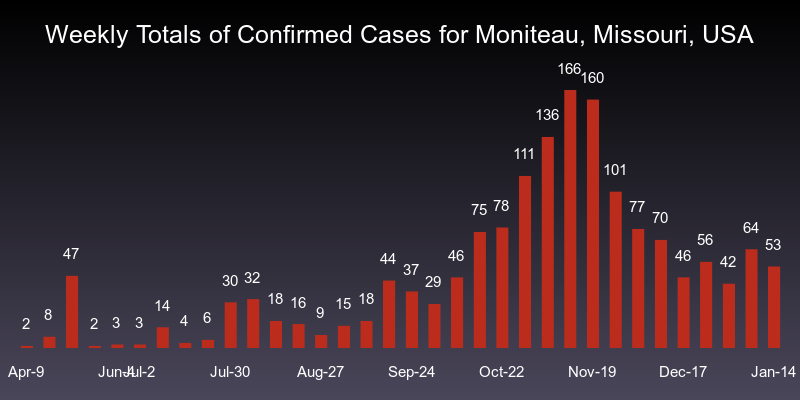 Weekly Totals of Confirmed Cases for Moniteau, Missouri, USA
2 8 47 2 3 3 14 4 6 30 32 18 16 9 15 18 44 37 29 46 75 78 111 136 166 160 101 77 70 46 56 42 64 53
Apr-9 Jun-4 Jul-2 Jul-30 Aug-27 Sep-24 Oct-22 Nov-19 Dec-17 Jan-14